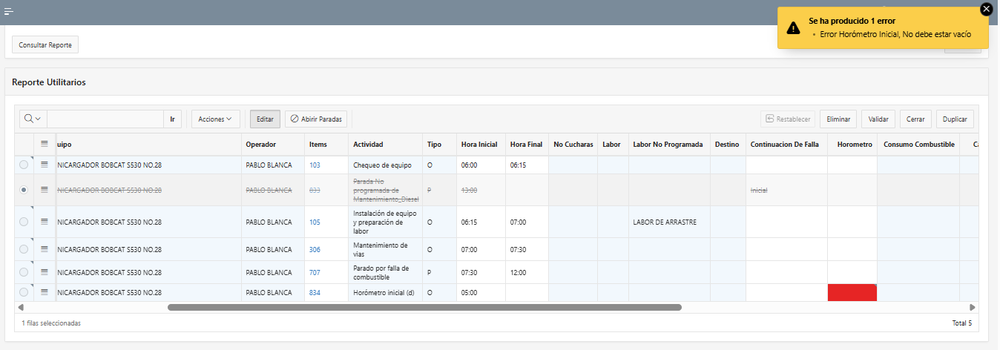 Se ha producido 1 error
Error Horómetro Inicial, No debe estar vacío
Consultar Reporte
Reporte Utilitarios
Ir
Acciones
Editar
Abirir Paradas
Restablecer
Eliminar
Validar
Cerrar
Duplicar
uipo Operador Items Actividad Tipo Hora Inicial Hora Final No Cucharas Labor Labor No Programada Destino Continuacion De Falla Horometro Consumo Combustible Ca
NICARGADOR BOBCAT S530 NO.28 PABLO BLANCA 103 Chequeo de equipo O 06:00 06:15
Parada No
NICARGADOR BOBCAT S530 NO.28 PABLO BLANCA 833 programada de P 13:00 Inicial
Mantenimiento_Diesel
Instalación de equipo
NICARGADOR BOBCAT S530 NO.28 PABLO BLANCA 105 y preparación de O 06:15 07:00 LABOR DE ARRASTRE
labor
NICARGADOR BOBCAT S530 NO.28 PABLO BLANCA 306 Mantenimiento de O 07:00 07:30
vias
NICARGADOR BOBCAT S530 NO.28 PABLO BLANCA 707 Parado por falla de P 07:30 12:00
combustible
NICARGADOR BOBCAT S530 NO.28 PABLO BLANCA 834 Horómetro inicial (d) O 05:00
1 filas seleccionadas
Total 5